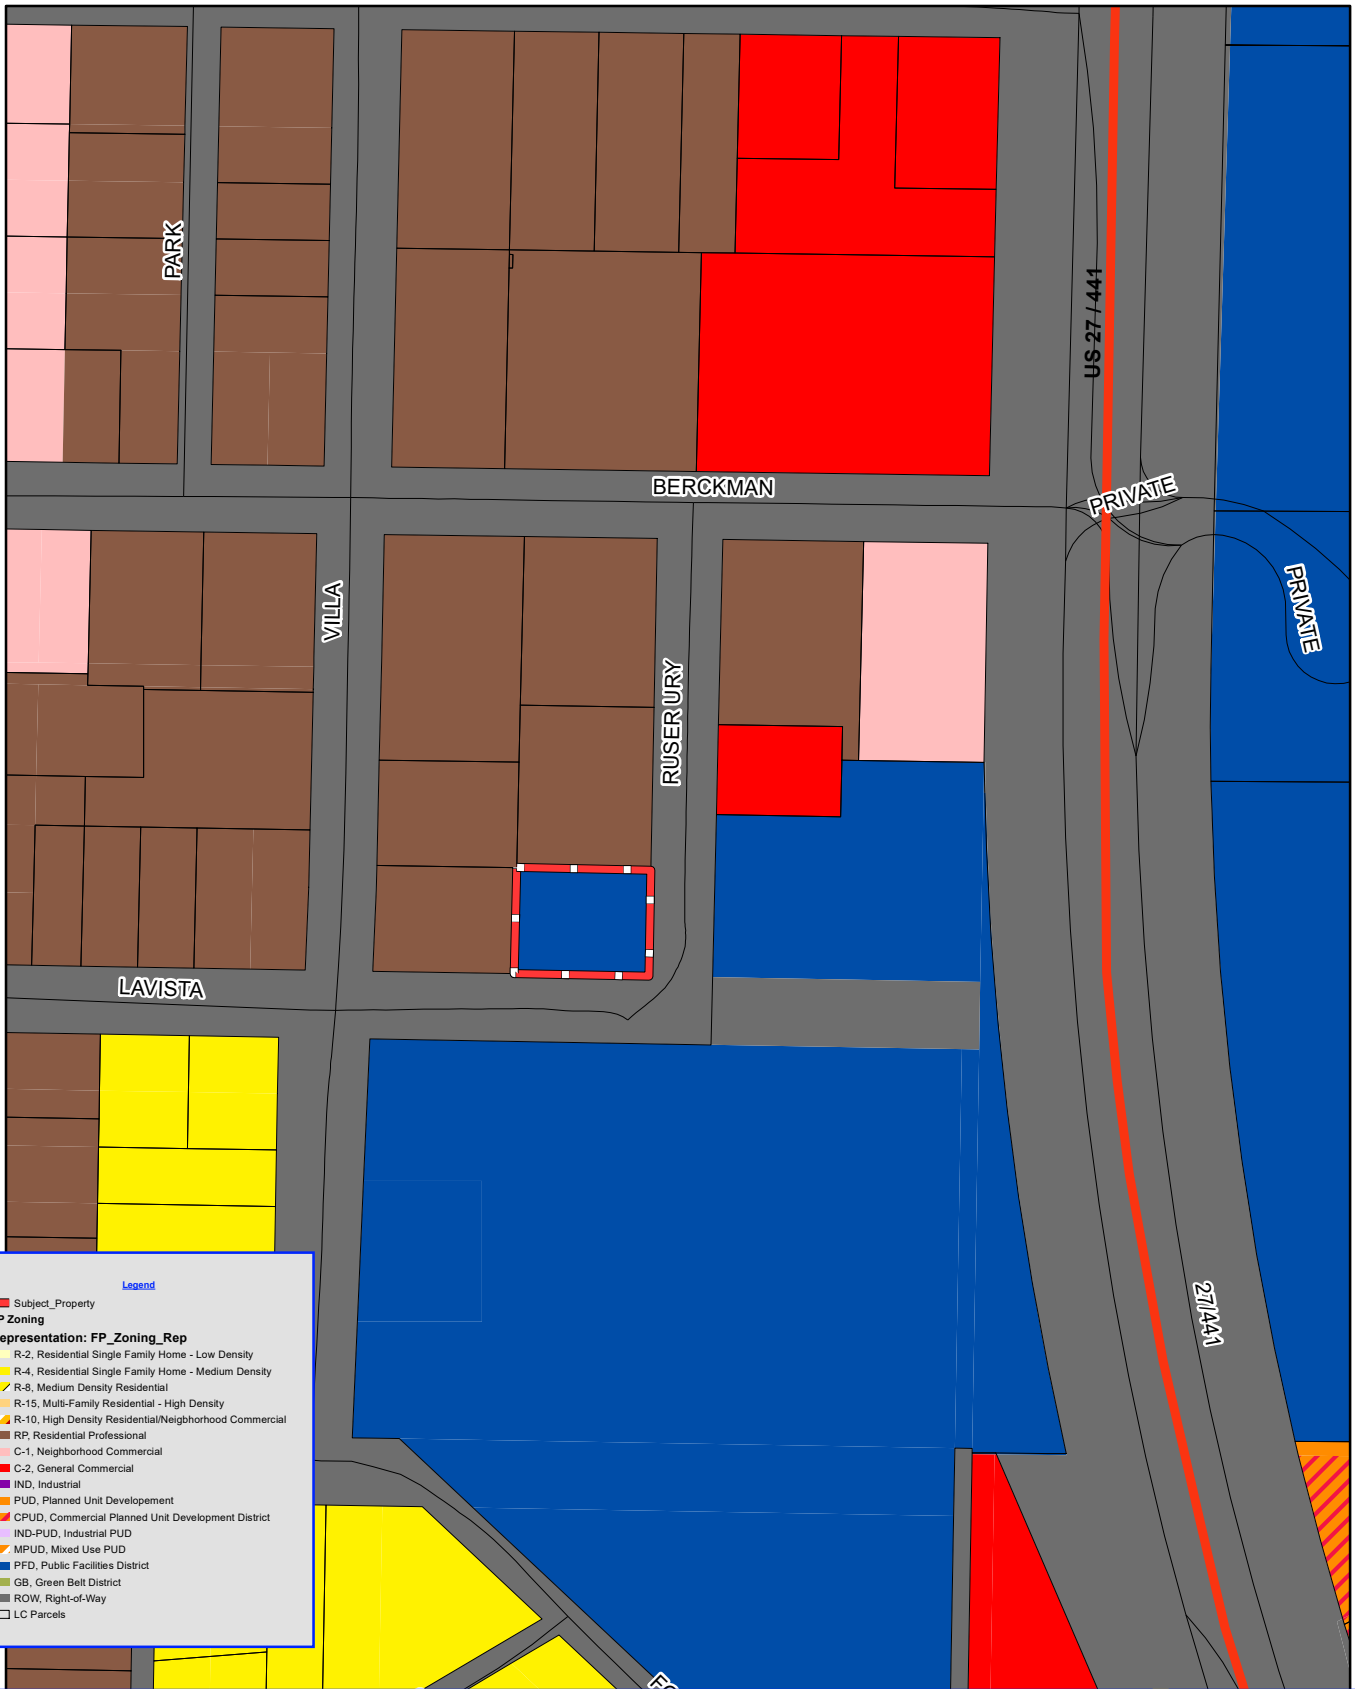 PARK
US 27 / 441
BERCKMAN
PRIVATE
PRIVATE
VILLA
RUSER URY
LAVISTA
27/441
Legend
Subject_Property
P Zoning
epresentation: FP_Zoning_Rep
R-2, Residential Single Family Home - Low Density
R-4, Residential Single Family Home - Medium Density
R-8, Medium Density Residential
R-15, Multi-Family Residential - High Density
R-10, High Density Residential/Neigbhorhood Commercial
RP, Residential Professional
C-1, Neighborhood Commercial
C-2, General Commercial
IND, Industrial
PUD, Planned Unit Developement
CPUD, Commercial Planned Unit Development District
IND-PUD, Industrial PUD
MPUD, Mixed Use PUD
PFD, Public Facilities District
GB, Green Belt District
ROW, Right-of-Way
LC Parcels